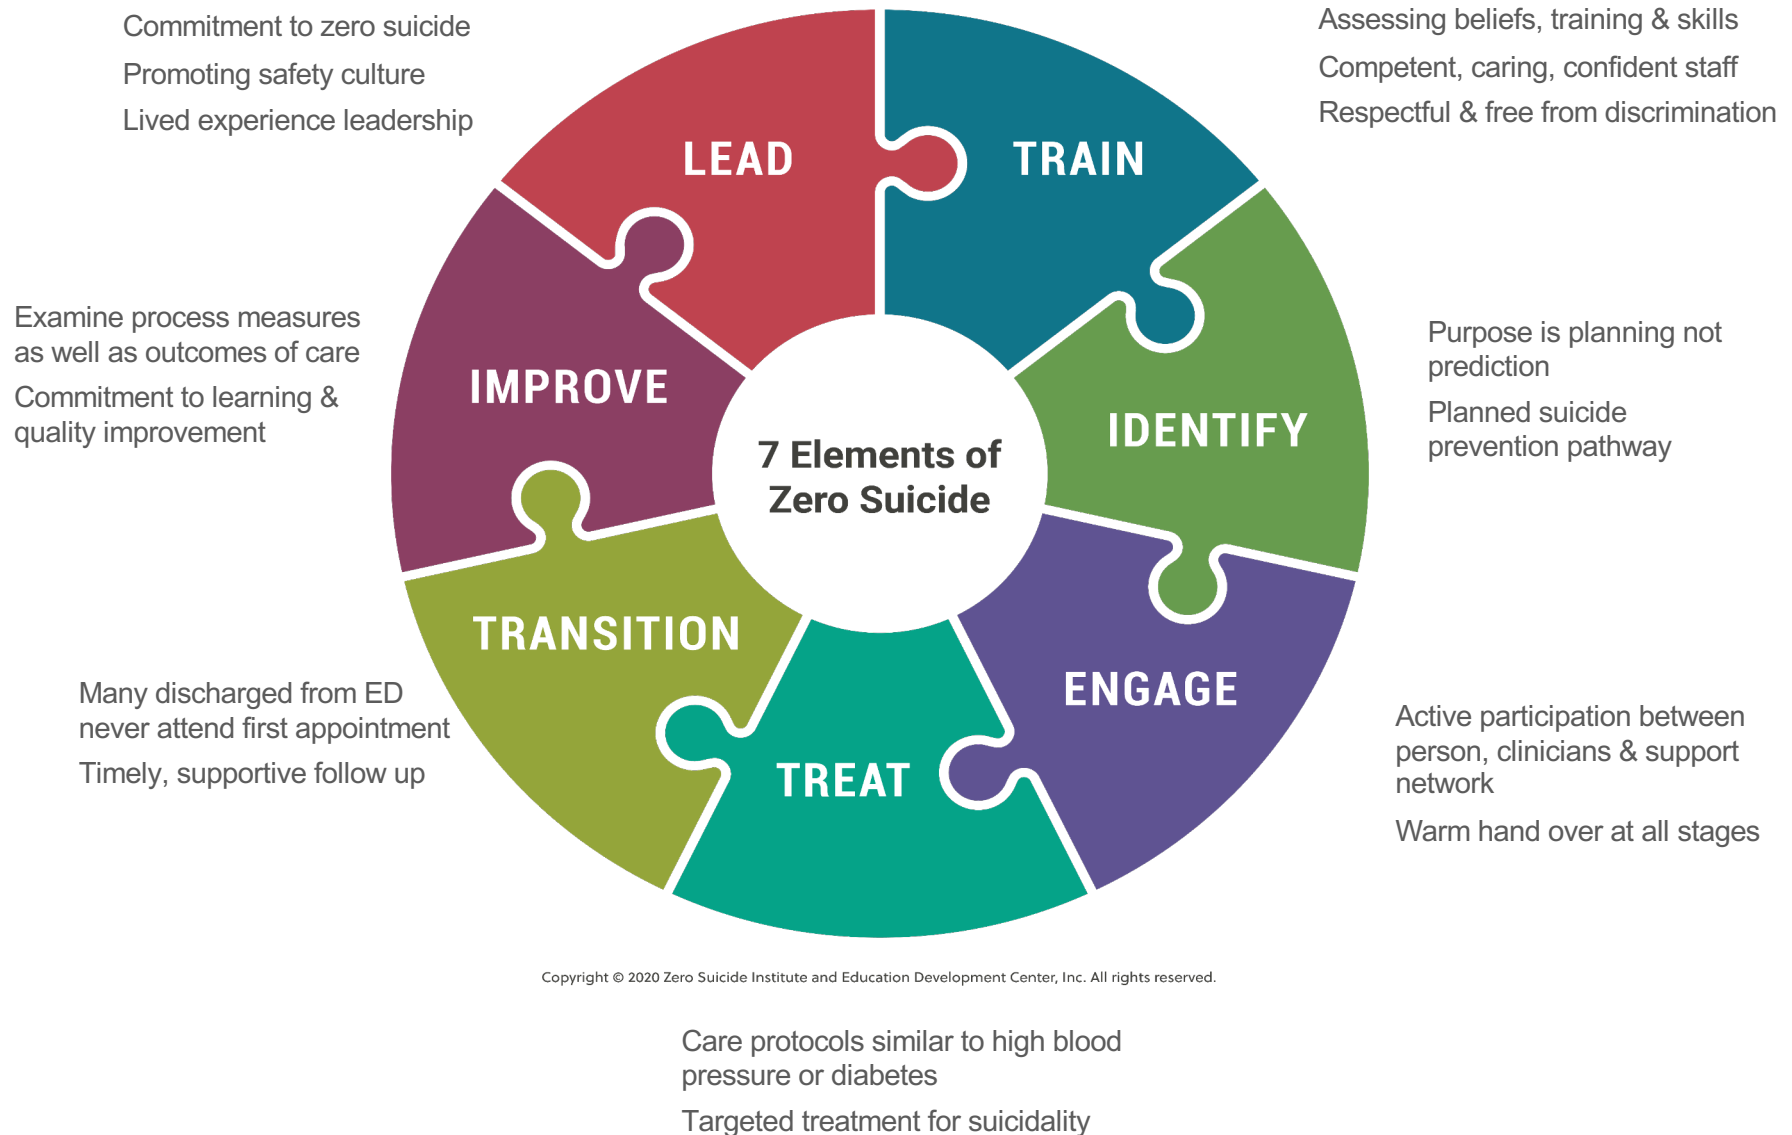 Commitment to zero suicide
Promoting safety culture
Lived experience leadership
Assessing beliefs, training & skills
Competent, caring, confident staff
Respectful & free from discrimination
LEAD
TRAIN
Examine process measures
as well as outcomes of care
Commitment to learning &
quality improvement
IMPROVE
IDENTIFY
Purpose is planning not
prediction
Planned suicide
prevention pathway
7 Elements of
Zero Suicide
TRANSITION
ENGAGE
TREAT
Many discharged from ED
never attend first appointment
Timely, supportive follow up
Active participation between
person, clinicians & support
network
Warm hand over at all stages
Copyright © 2020 Zero Suicide Institute and Education Development Center, Inc. All rights reserved.
Care protocols similar to high blood
pressure or diabetes
Targeted treatment for suicidality